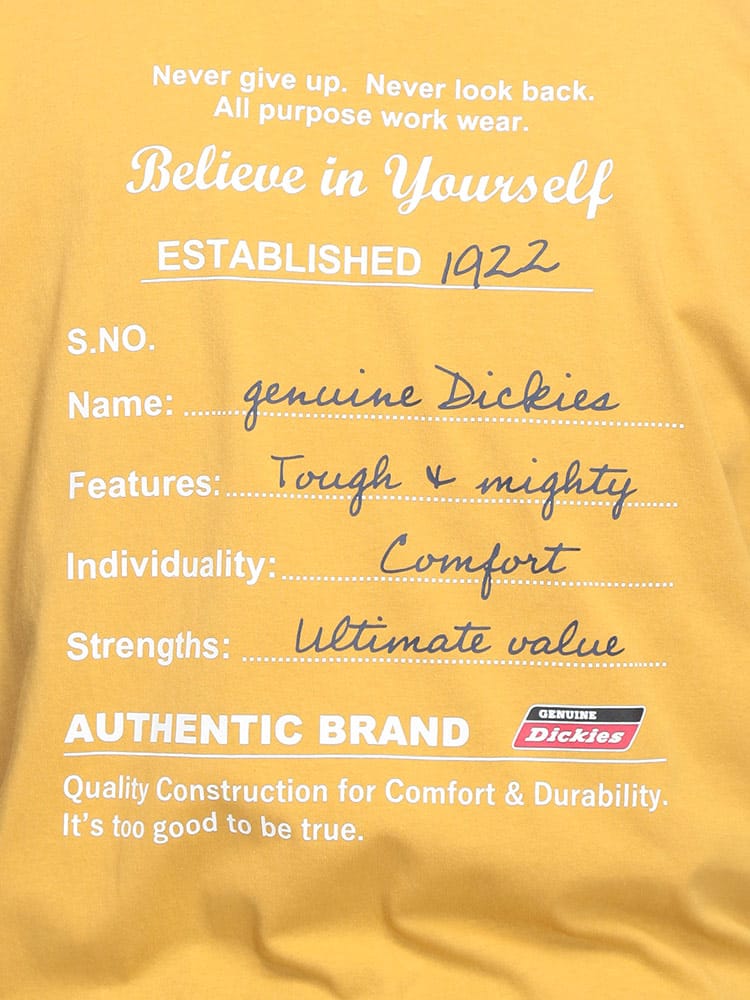 Never give up. Never look back.
All purpose work wear.
Believe in Yourself
ESTABLISHED 1922
S.NO.
Name: genuine Dickies
Features: Tough & mighty
Individuality: Comfort
Strengths: Ultimate value
AUTHENTIC BRAND GENUINE Dickies
Quality Construction for Comfort & Durability.
It's too good to be true.